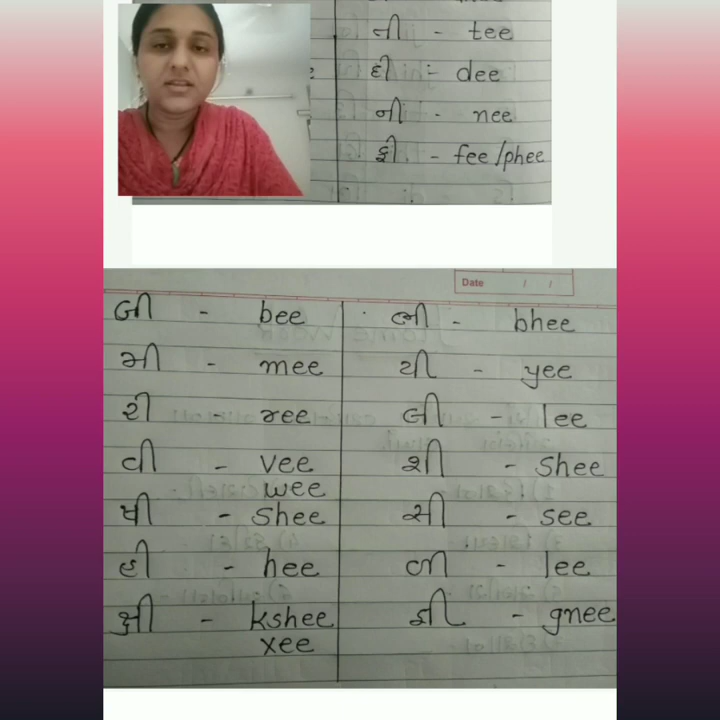 તી - tee
દી - dee
ની - nee
ફી - fee/phee
Date / /
બી - bee ભી - bhee
મી - mee યી - yee
રી - ree લી - lee
વી - vee શી - shee
wee
ષી - shee સી - see
હી - hee ળી - lee
ક્ષી - kshee જ્ઞી - gnee
xee